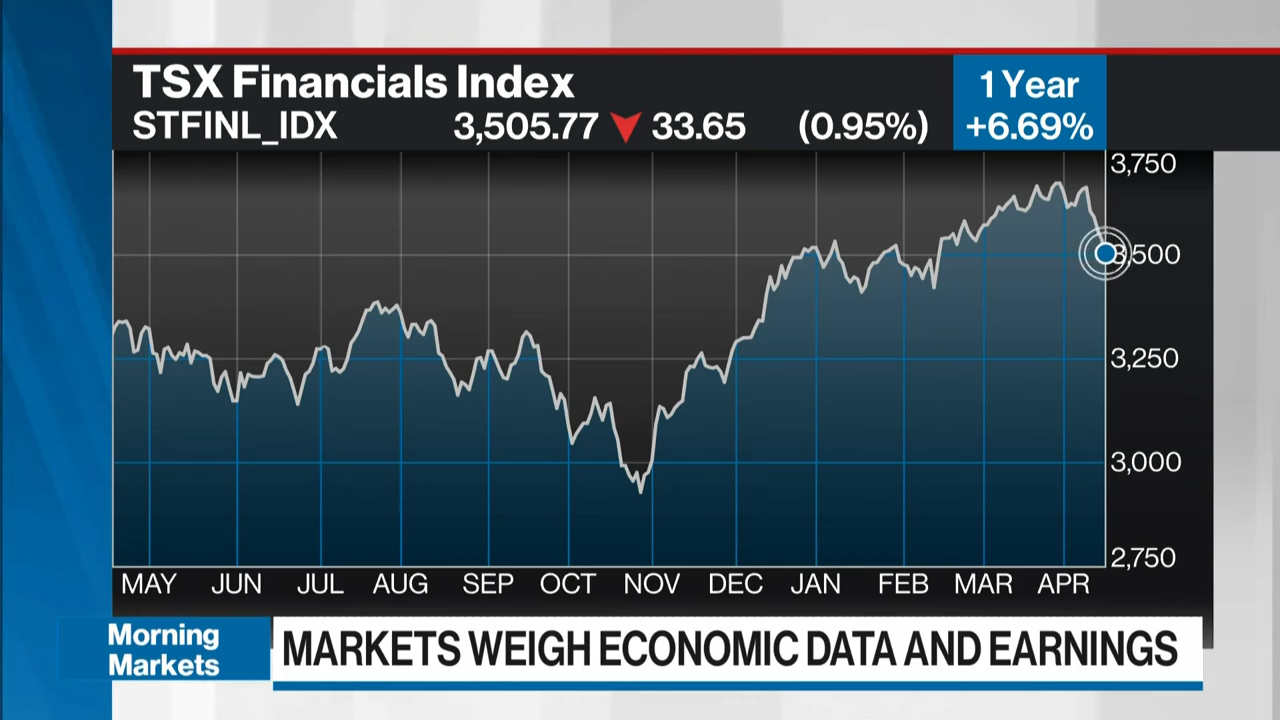 TSX Financials Index
STFINL_IDX 3,505.77 33.65 (0.95%)
1 Year
+6.69%
3,750
3,500
3,250
3,000
2,750
MAY JUN JUL AUG SEP OCT NOV DEC JAN FEB MAR APR
Morning
Markets
MARKETS WEIGH ECONOMIC DATA AND EARNINGS